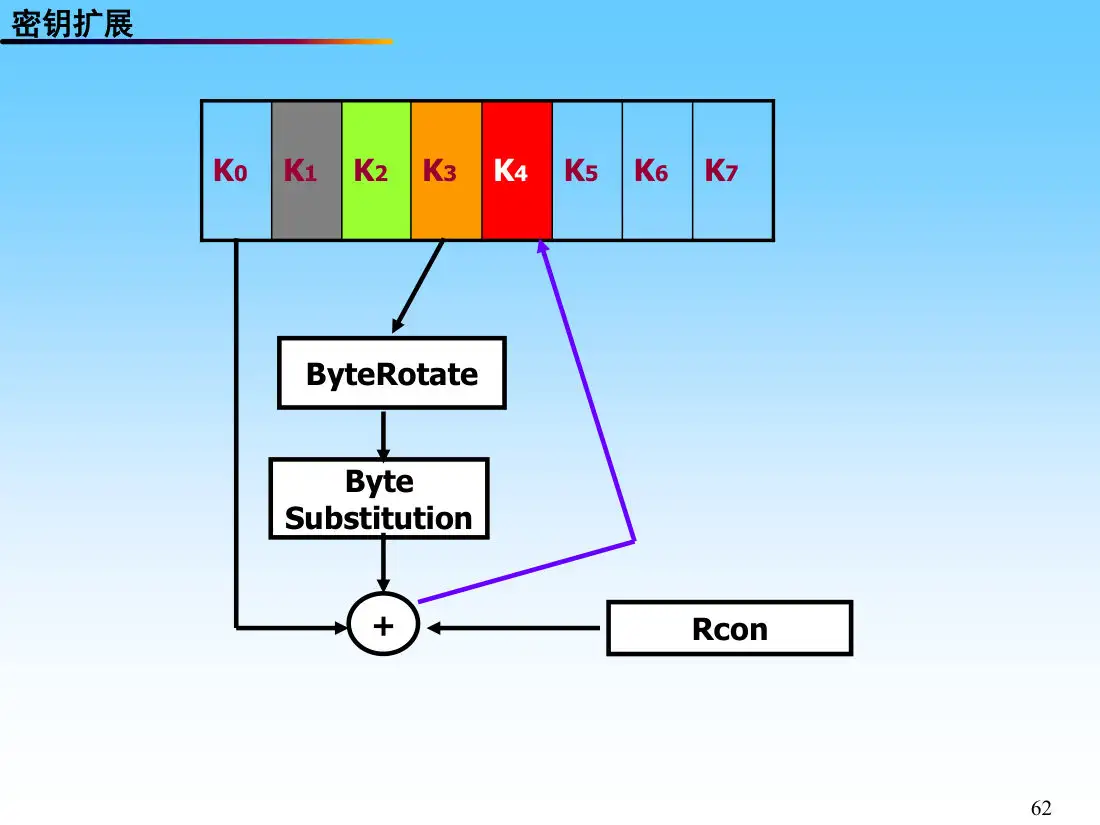 密钥扩展
K0 K1 K2 K3 K4 K5 K6 K7
ByteRotate
Byte
Substitution
+
Rcon
62